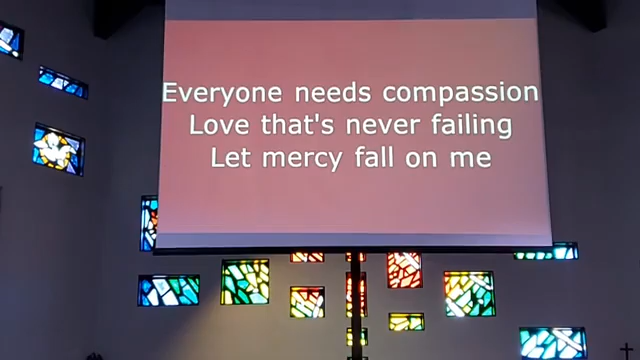 Everyone needs compassion
Love that's never failing
Let mercy fall on me